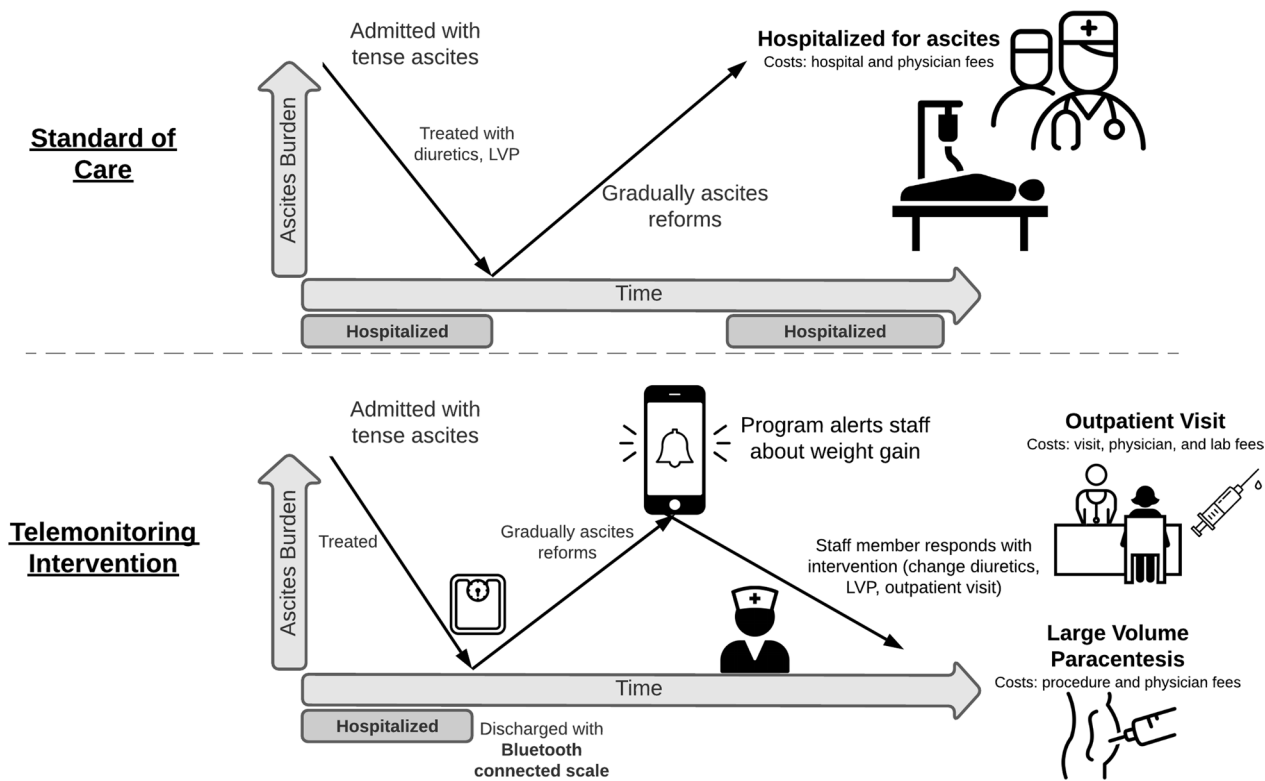 Admitted with
tense ascites
Hospitalized for ascites
Costs: hospital and physician fees
Standard of
Care
Ascites Burden
Treated with
diuretics, LVP
Gradually ascites
reforms
Time
Hospitalized
Hospitalized
Admitted with
tense ascites
Program alerts staff
about weight gain
Outpatient Visit
Costs: visit, physician, and lab fees
Telemonitoring
Intervention
Ascites Burden
Treated
Gradually ascites
reforms
Staff member responds with
intervention (change diuretics,
LVP, outpatient visit)
Large Volume
Paracentesis
Costs: procedure and physician fees
Time
Hospitalized
Discharged with
Bluetooth
connected scale